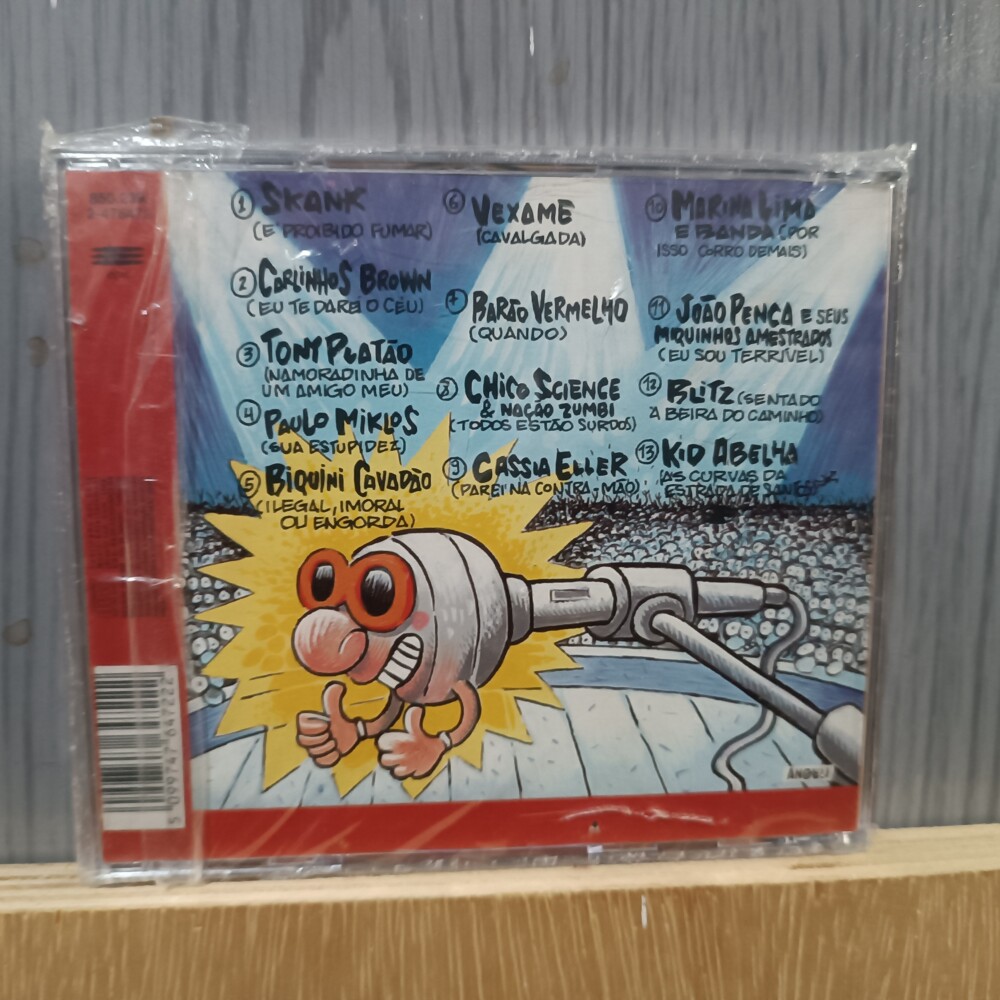 ① SKANK
(E PROIBIDO FUMAR)
② CARLINHOS BROWN
(EU TE DAREI O CÉU)
③ TONY PLATÃO
(NAMORADINHA DE
UM AMIGO MEU)
④ PAULO MIKLOS
(SUA ESTUPIDEZ)
⑤ BIQUINI CAVADÃO
(ILEGAL, IMORAL
OU ENGORDA)
⑥ VEXAME
(CAVALGADA)
⑦ BARÃO VERMELHO
(QUANDO)
⑧ CHICO SCIENCE
& NAÇÃO ZUMBI
(TODOS ESTÃO SURDOS)
⑨ CASSIA ELLER
(PAREI NA CONTRA-MÃO)
⑩ MARINA LIMA
E BANDA (POR
ISSO CORRO DEMAIS)
⑪ JOÃO PENCA E SEUS
MIQUINHOS AMESTRADOS
(EU SOU TERRÍVEL)
⑫ BLITZ (SENTADO
À BEIRA DO CAMINHO)
⑬ KID ABELHA
(AS CURVAS DA
ESTRADA DE SANTOS)
5 099747 647222